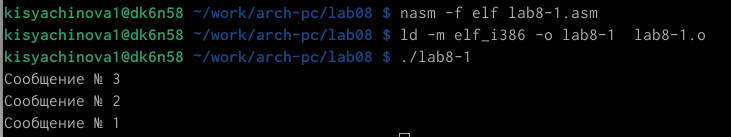 kisyachinova1@dk6n58 ~/work/arch-pc/lab08 $ nasm -f elf lab8-1.asm
kisyachinova1@dk6n58 ~/work/arch-pc/lab08 $ ld -m elf_i386 -o lab8-1  lab8-1.o
kisyachinova1@dk6n58 ~/work/arch-pc/lab08 $ ./lab8-1
Сообщение № 3
Сообщение № 2
Сообщение № 1